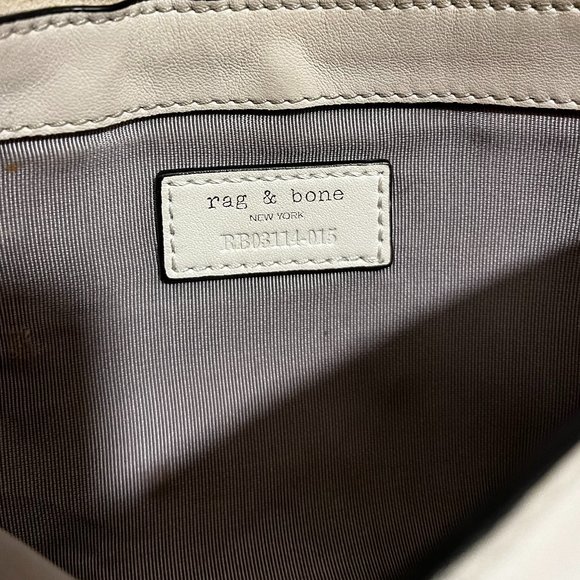 rag & bone
NEW YORK
RB03114-015